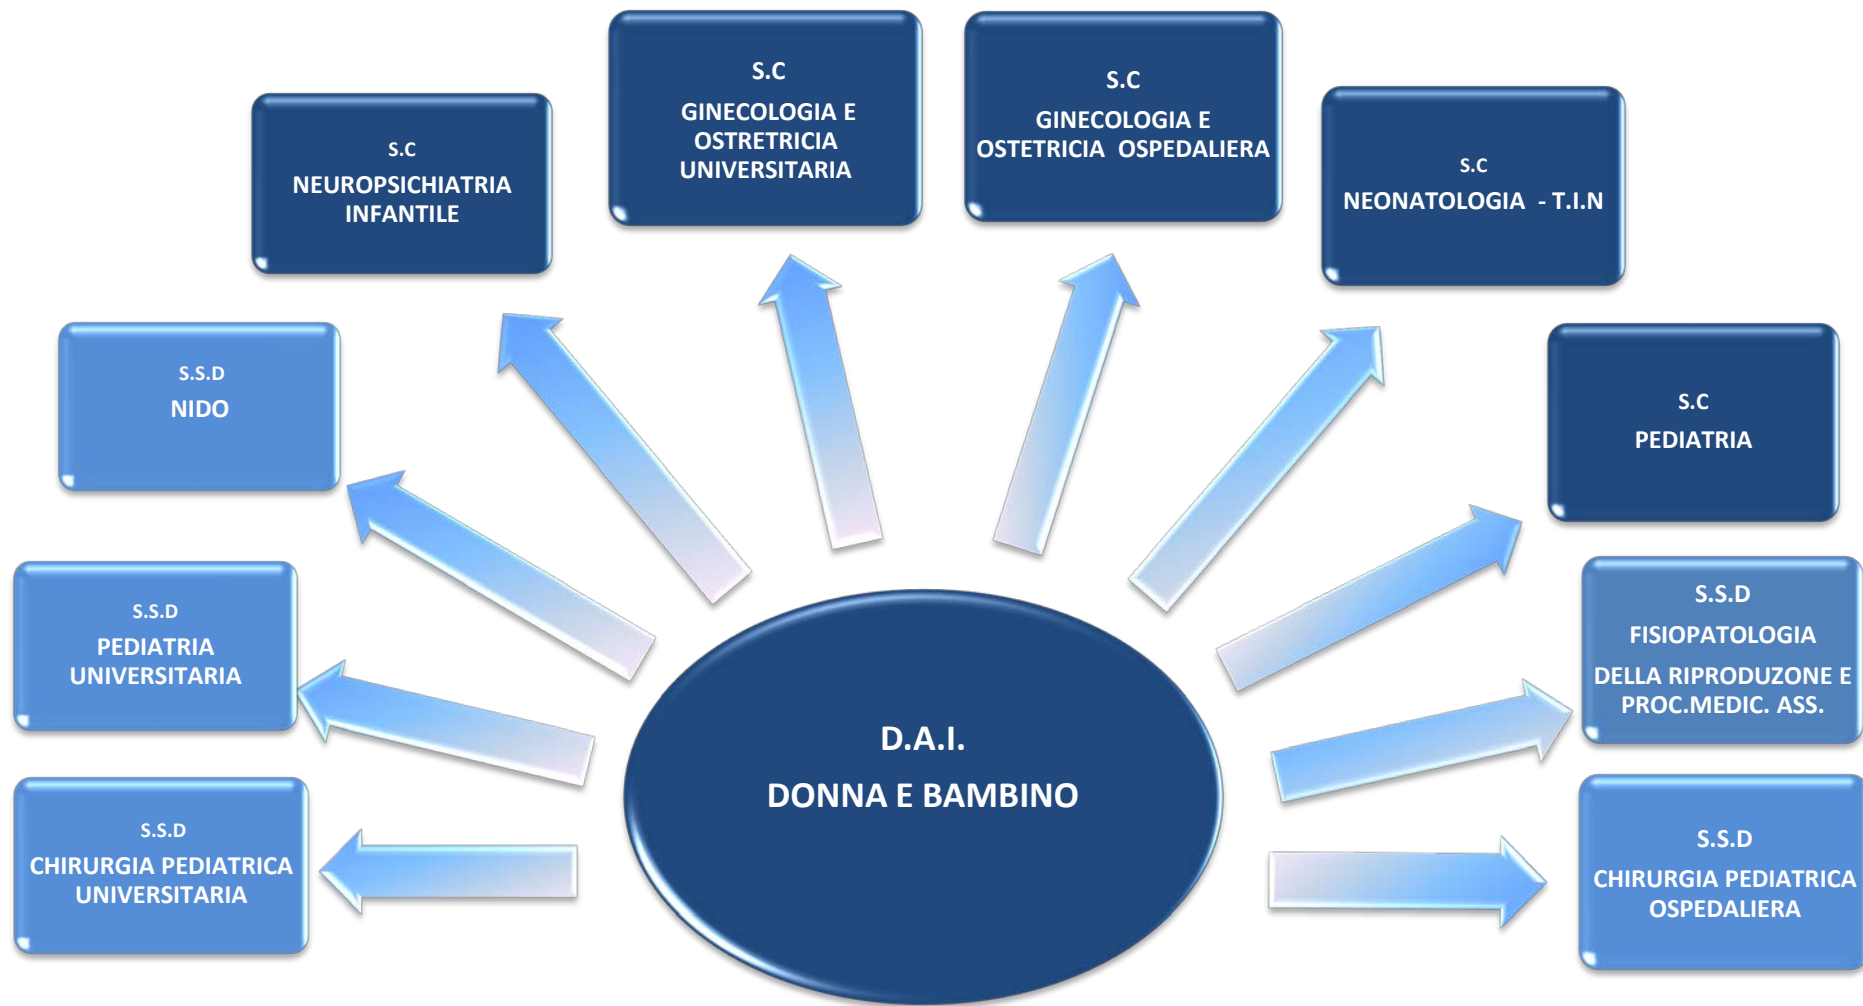 S.C
GINECOLOGIA E
OSTRETRICIA
UNIVERSITARIA
S.C
GINECOLOGIA E
OSTETRICIA OSPEDALIERA
S.C
NEUROPSICHIATRIA
INFANTILE
S.C
NEONATOLOGIA - T.I.N
S.S.D
NIDO
S.C
PEDIATRIA
S.S.D
PEDIATRIA
UNIVERSITARIA
S.S.D
FISIOPATOLOGIA
DELLA RIPRODUZONE E
PROC.MEDIC. ASS.
D.A.I.
DONNA E BAMBINO
S.S.D
CHIRURGIA PEDIATRICA
UNIVERSITARIA
S.S.D
CHIRURGIA PEDIATRICA
OSPEDALIERA